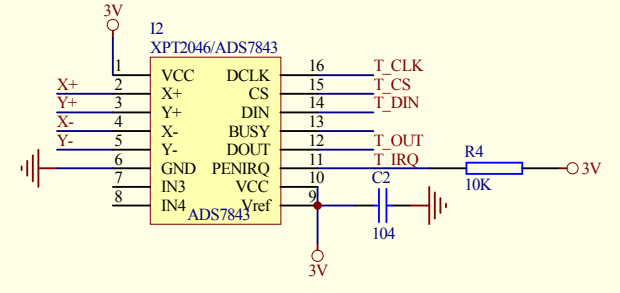 3V
I2
XPT2046/ADS7843
1 VCC DCLK 16 T_CLK
X+ 2 X+ CS 15 T_CS
Y+ 3 Y+ DIN 14 T_DIN
X- 4 X- BUSY 13
Y- 5 Y- DOUT 12 T_OUT
6 GND PENIRQ 11 T_IRQ R4 10K 3V
7 IN3 VCC 10
8 IN4 Vref 9 C2 104
ADS7843
3V